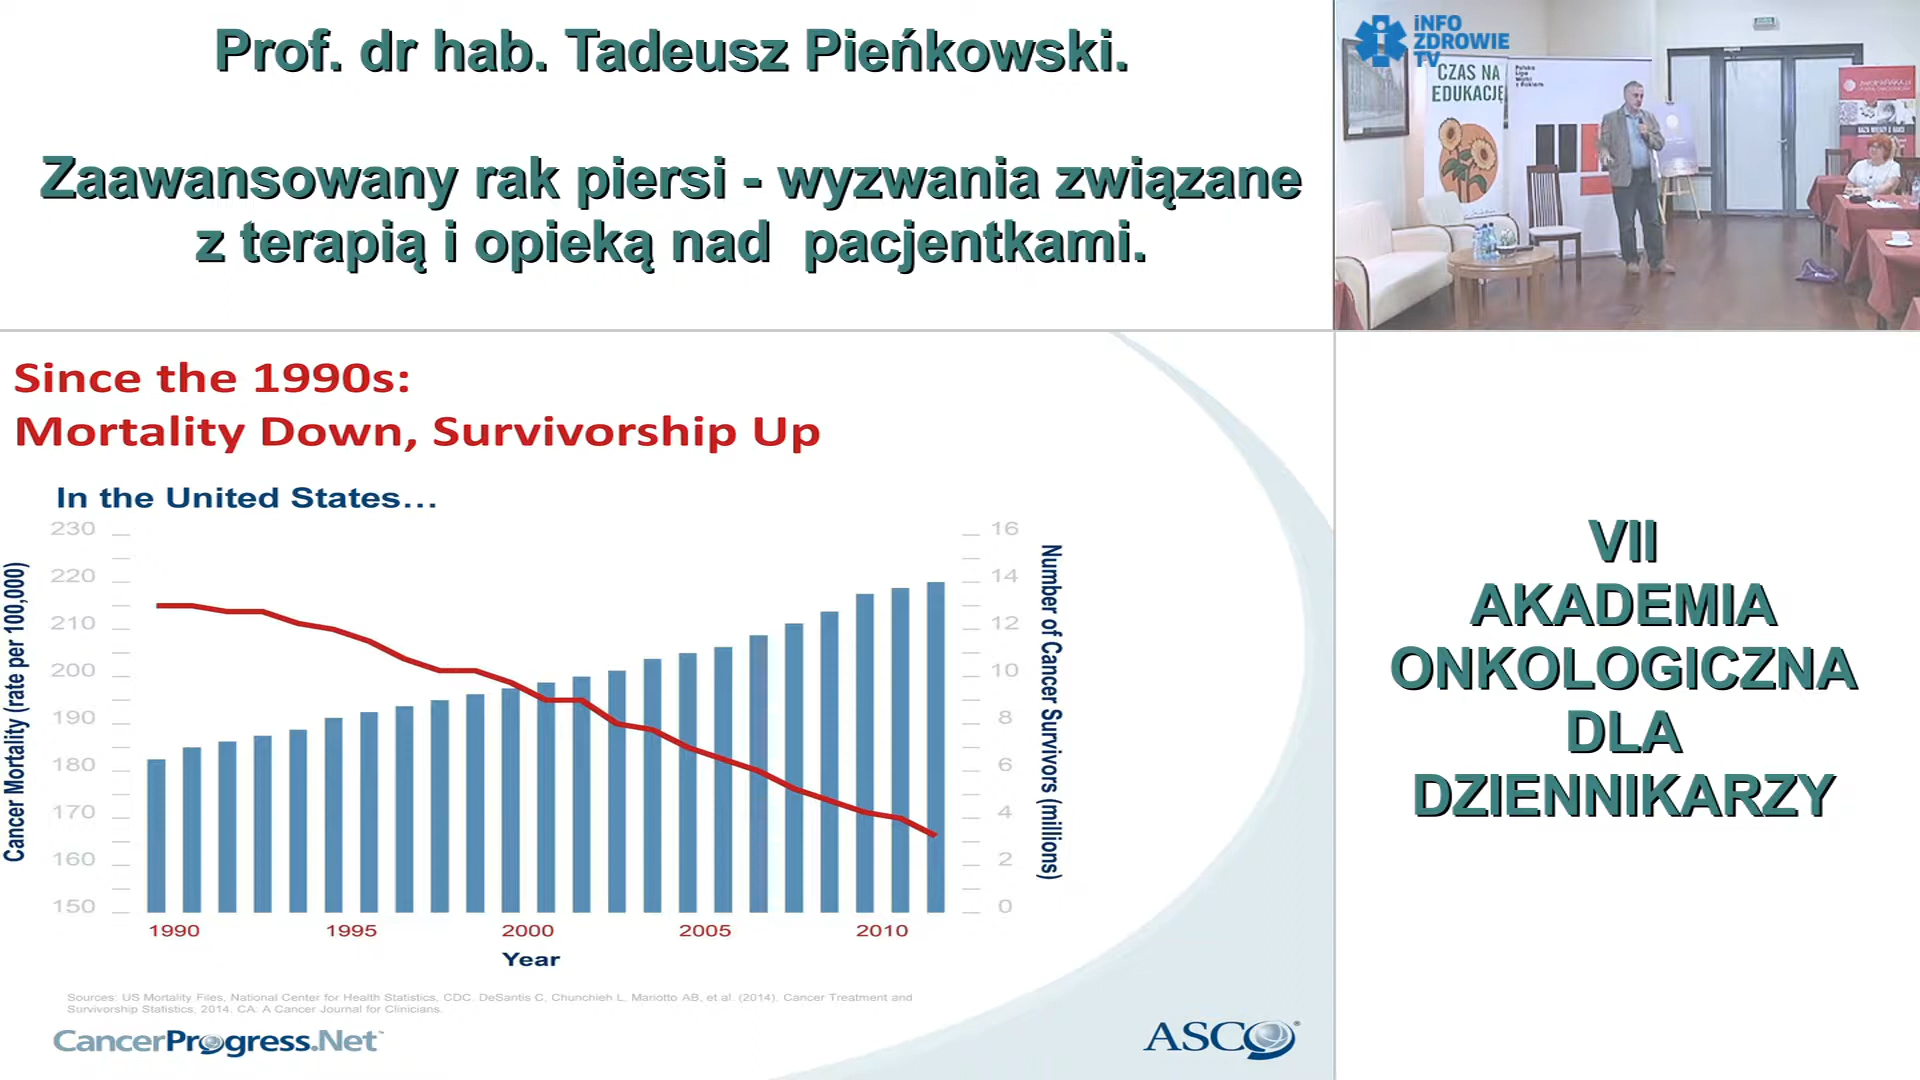 Prof. dr hab. Tadeusz Pieńkowski.
Zaawansowany rak piersi - wyzwania związane
z terapią i opieką nad pacjentkami.
iNFO
ZDROWIE
TV
CZAS NA
EDUKACJĘ
Since the 1990s:
Mortality Down, Survivorship Up
In the United States…
230
220
210
200
190
180
170
160
150
Cancer Mortality (rate per 100,000)
16
14
12
10
8
6
4
2
0
Number of Cancer Survivors (millions)
1990 1995 2000 2005 2010
Year
Sources: US Mortality Files, National Center for Health Statistics, CDC. DeSantis C, Chunchieh L, Mariotto AB, et al. (2014). Cancer Treatment and
Survivorship Statistics, 2014. CA: A Cancer Journal for Clinicians.
CancerProgress.Net
ASCO
VII
AKADEMIA
ONKOLOGICZNA
DLA
DZIENNIKARZY